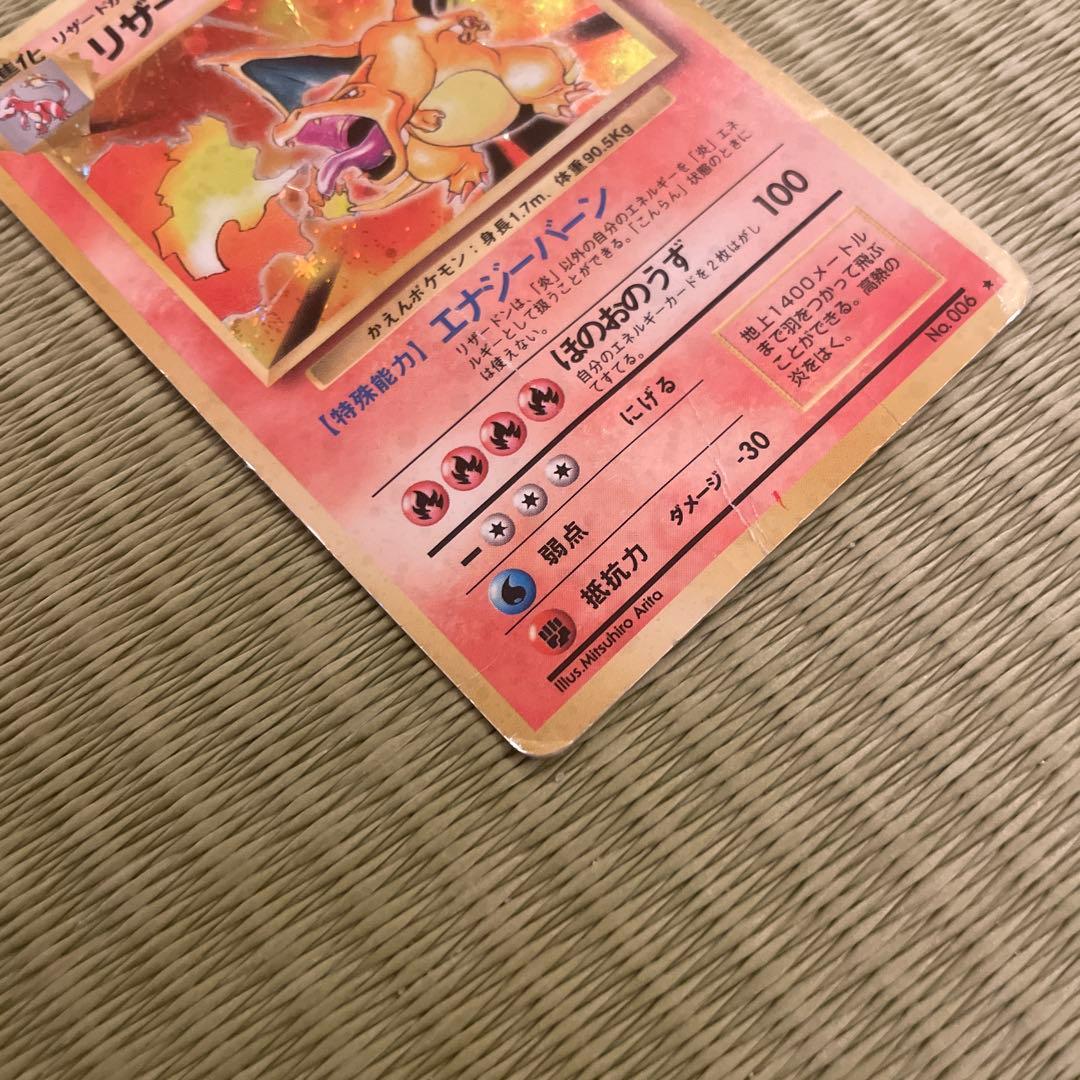 進化 リザードか
リザー
かえんポケモン：身長1.7m、体重90.5Kg
【特殊能力】エナジーバーン
リザードンは、「炎」以外の自分のエネルギーを「炎」エネ
ルギーとして扱うことができる。「こんらん」状態のときに
は使えない。
ほのおのうず 100
自分のエネルギーカードを2枚はがし
てすてる。
にげる
弱点
抵抗力 ダメージ -30
地上1400メートル
まで羽をつかって飛ぶ
ことができる。高熱の
炎をはく。
Illus.Mitsuhiro Arita
No.006